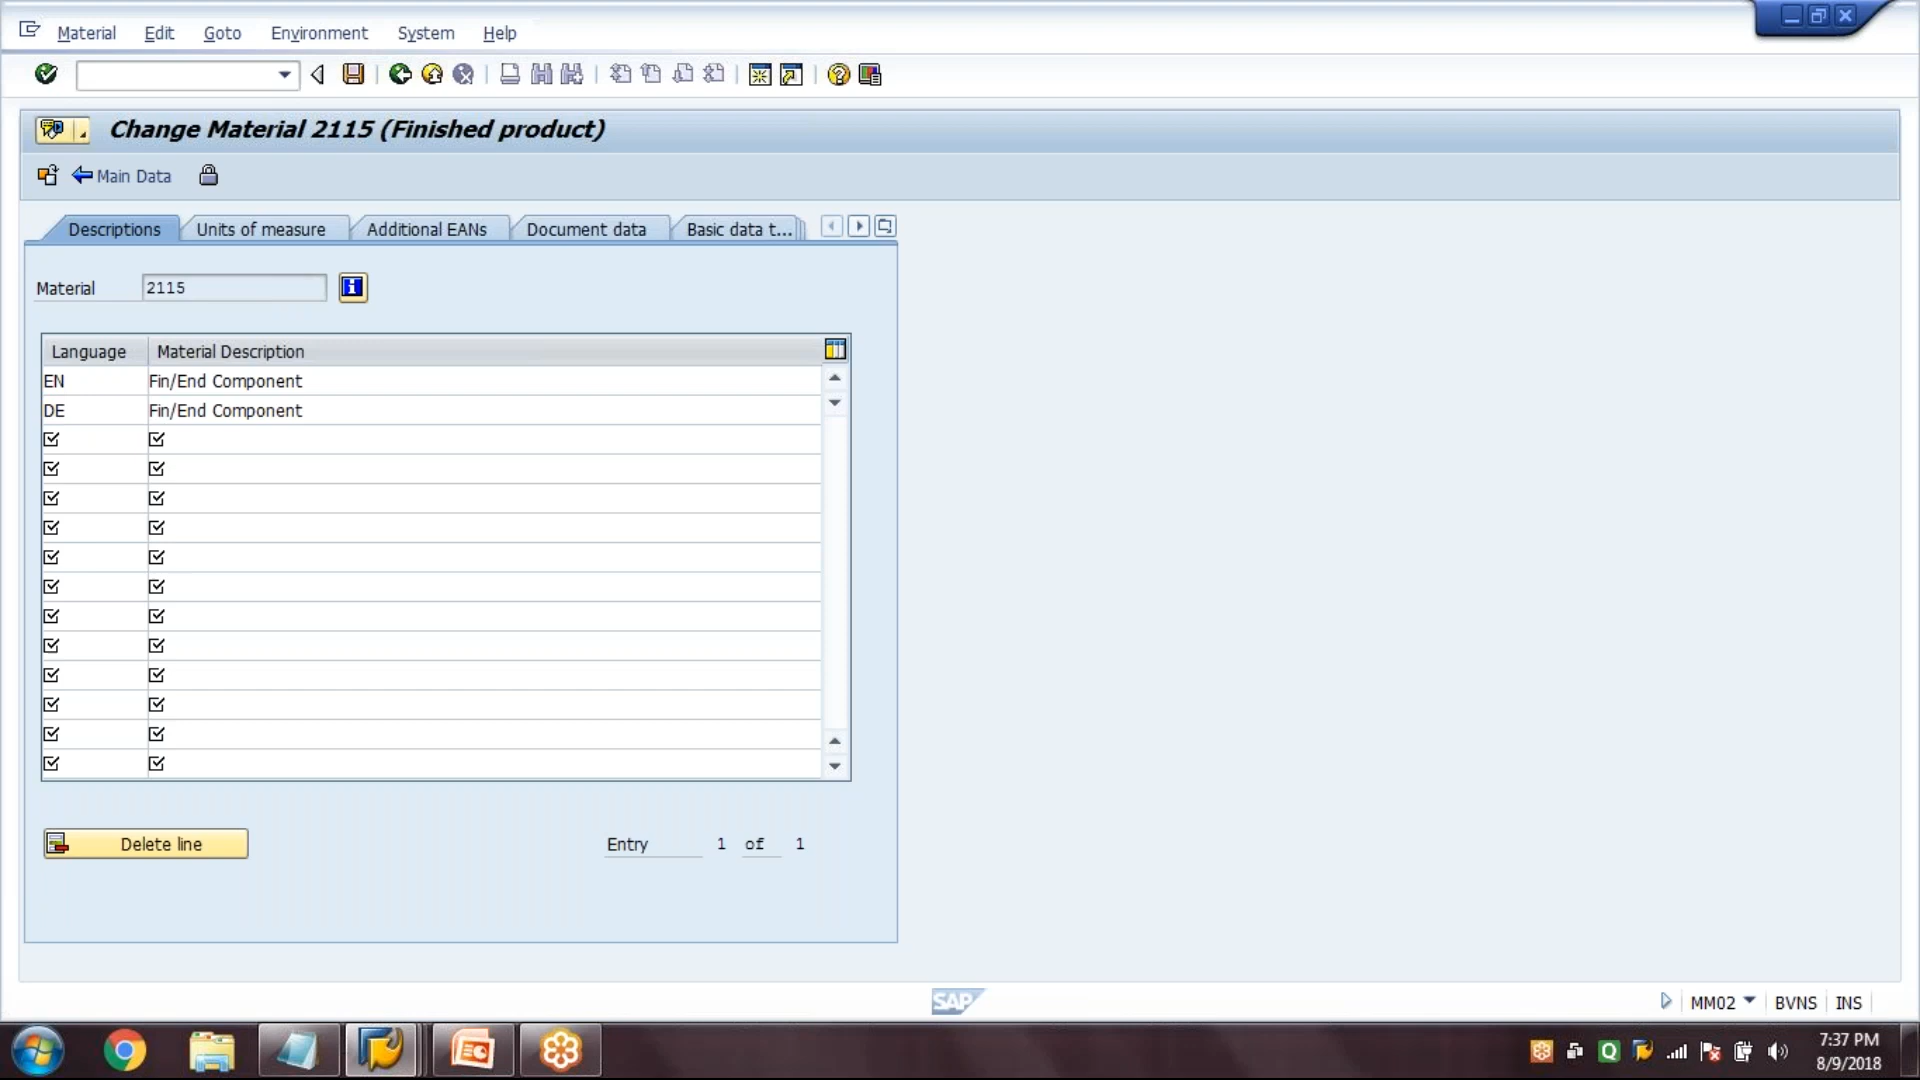 Material Edit Goto Environment System Help
Change Material 2115 (Finished product)
Main Data
Descriptions Units of measure Additional EANs Document data Basic data t...
Material 2115
Language Material Description
EN Fin/End Component
DE Fin/End Component
Delete line Entry 1 of 1
SAP
MM02 BVNS INS
7:37 PM
8/9/2018